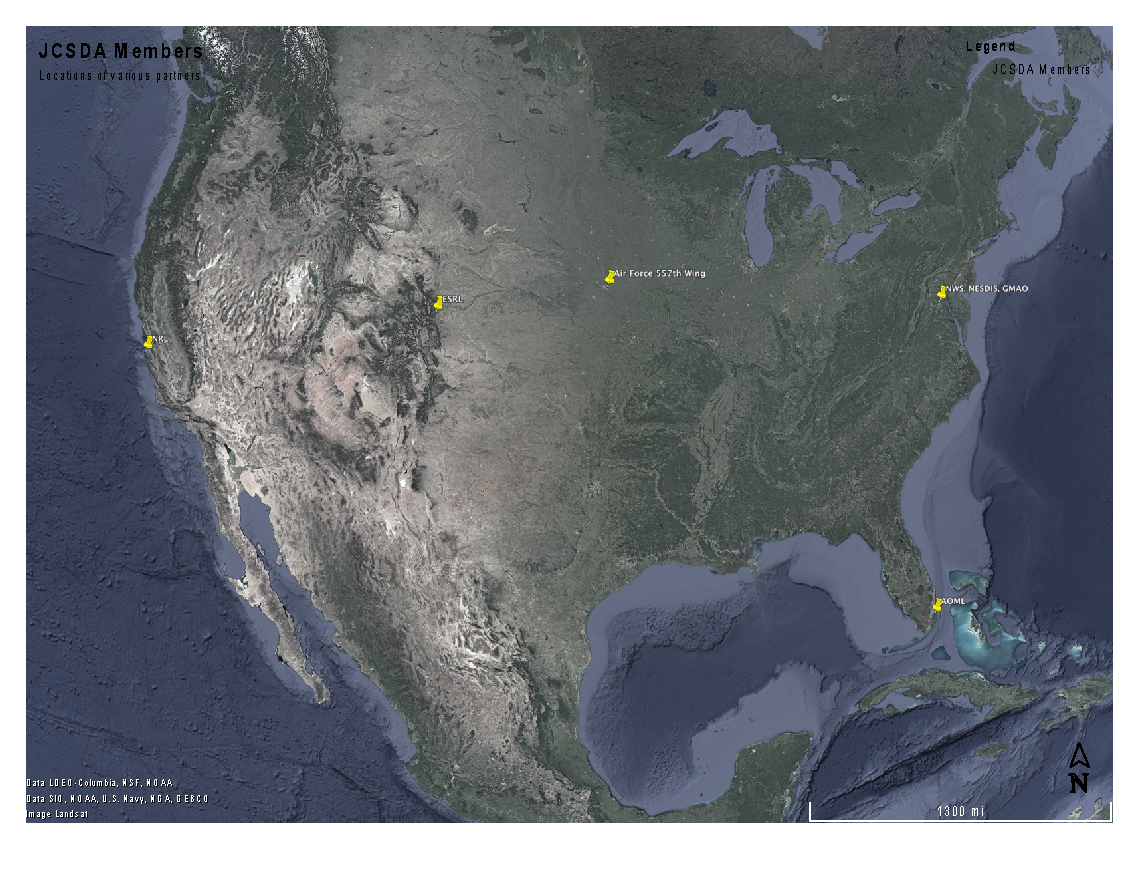 JCSDA Members
Locations of various partners
Legend
JCSDA Members
Air Force 557th Wing
NWS, NESDIS, GMAO
ESRL
NRL
AOML
Data LDEO-Columbia, NSF, NOAA
Data SIO, NOAA, U.S. Navy, NGA, GEBCO
Image Landsat
N
1300 mi